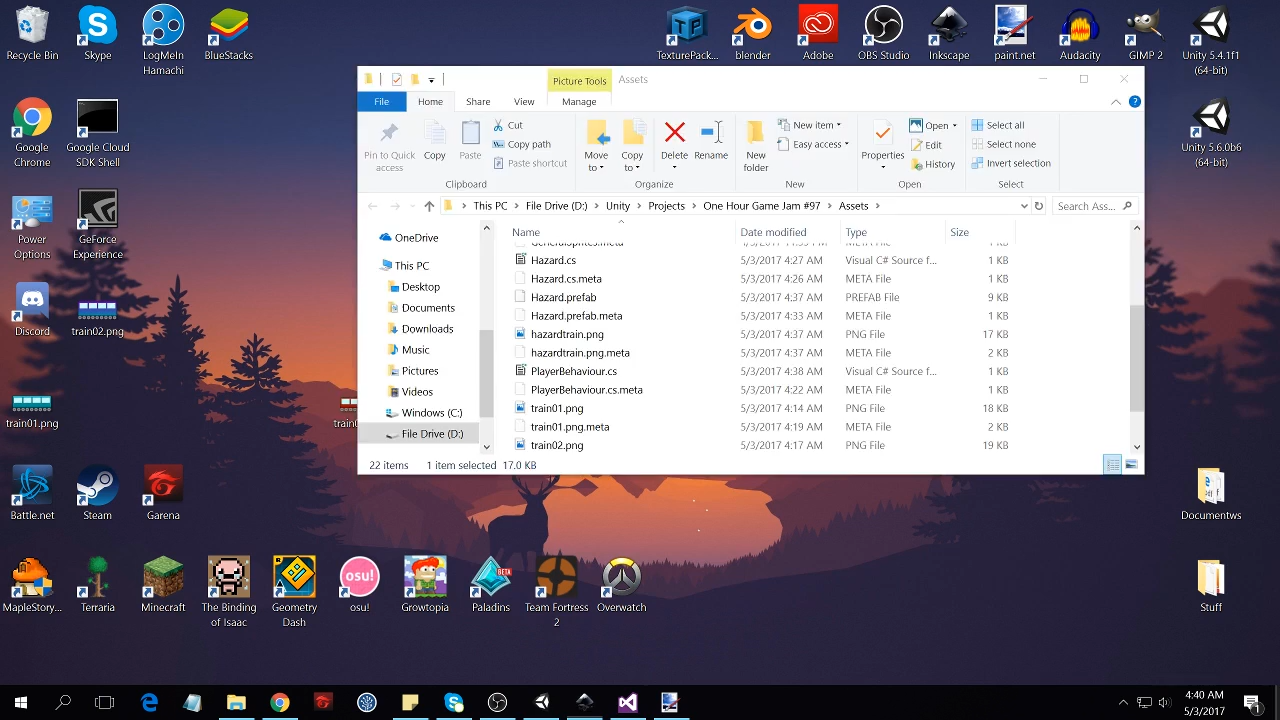 Recycle Bin
Skype
LogMeIn Hamachi
BlueStacks
TexturePack...
blender
Adobe
OBS Studio
Inkscape
paint.net
Audacity
GIMP 2
Unity 5.4.1f1 (64-bit)
Google Chrome
Google Cloud SDK Shell
Unity 5.6.0b6 (64-bit)
Power Options
GeForce Experience
Discord
train02.png
train01.png
Battle.net
Steam
Garena
Documentws
MapleStory...
Terraria
Minecraft
The Binding of Isaac
Geometry Dash
osu!
osu!
Growtopia
BETA
Paladins
Team Fortress 2
Overwatch
Stuff
Picture Tools
Assets
File
Home
Share
View
Manage
Pin to Quick access
Copy
Paste
Cut
Copy path
Paste shortcut
Clipboard
Move to
Copy to
Delete
Rename
Organize
New folder
New item
Easy access
New
Properties
Open
Edit
History
Open
Select all
Select none
Invert selection
Select
This PC > File Drive (D:) > Unity > Projects > One Hour Game Jam #97 > Assets >
Search Ass...
OneDrive
This PC
Desktop
Documents
Downloads
Music
Pictures
Videos
Windows (C:)
File Drive (D:)
Name Date modified Type Size
Hazard.cs 5/3/2017 4:27 AM Visual C# Source f... 1 KB
Hazard.cs.meta 5/3/2017 4:26 AM META File 1 KB
Hazard.prefab 5/3/2017 4:37 AM PREFAB File 9 KB
Hazard.prefab.meta 5/3/2017 4:33 AM META File 1 KB
hazardtrain.png 5/3/2017 4:37 AM PNG File 17 KB
hazardtrain.png.meta 5/3/2017 4:37 AM META File 2 KB
PlayerBehaviour.cs 5/3/2017 4:38 AM Visual C# Source f... 1 KB
PlayerBehaviour.cs.meta 5/3/2017 4:22 AM META File 1 KB
train01.png 5/3/2017 4:14 AM PNG File 18 KB
train01.png.meta 5/3/2017 4:19 AM META File 2 KB
train02.png 5/3/2017 4:17 AM PNG File 19 KB
22 items 1 item selected 17.0 KB
4:40 AM
5/3/2017